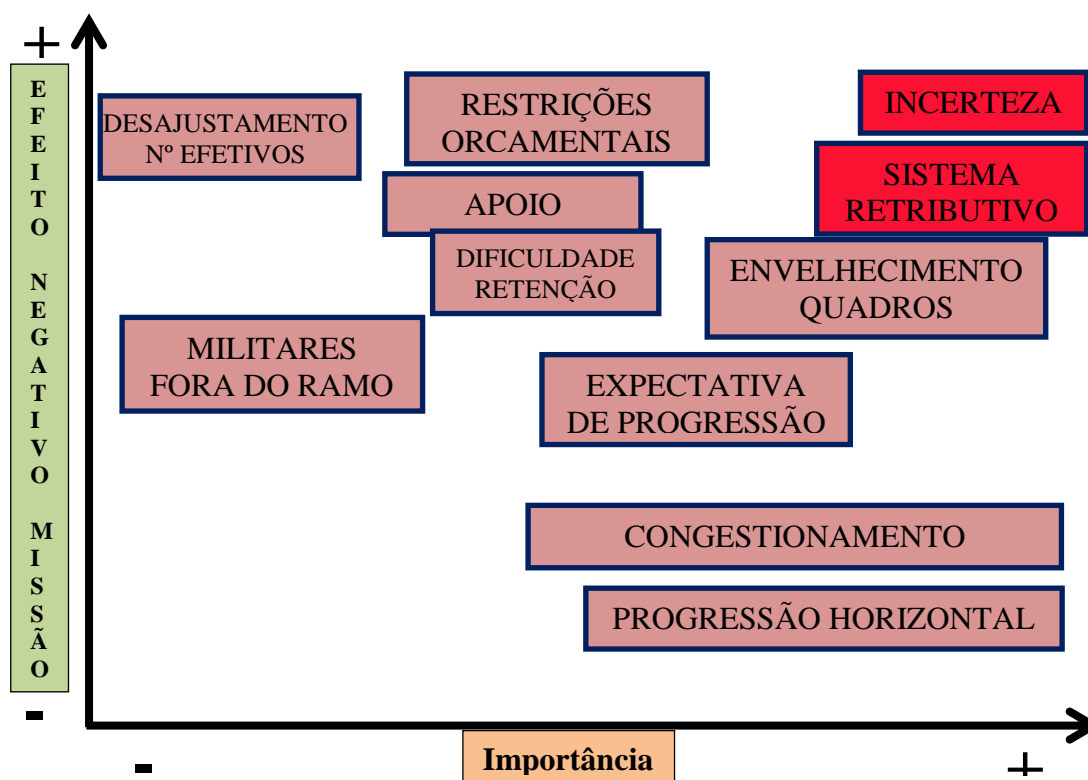 +
EFEITO NEGATIVO MISSÃO
DESAJUSTAMENTO
Nº EFETIVOS
RESTRIÇÕES
ORCAMENTAIS
INCERTEZA
APOIO
SISTEMA
RETRIBUTIVO
DIFICULDADE
RETENÇÃO
ENVELHECIMENTO
QUADROS
MILITARES
FORA DO RAMO
EXPECTATIVA
DE PROGRESSÃO
CONGESTIONAMENTO
PROGRESSÃO HORIZONTAL
-
-
Importância
+